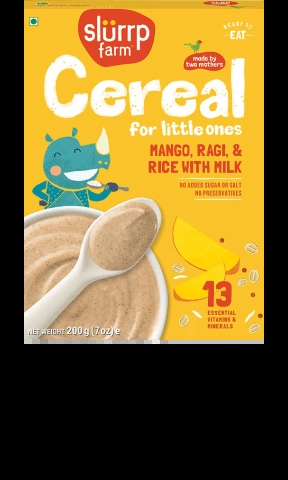 slürrp
farm
READY TO
EAT
made by
two mothers
Cereal
for little ones
MANGO, RAGI, &
RICE WITH MILK
NO ADDED SUGAR OR SALT
NO PRESERVATIVES
13
ESSENTIAL
VITAMINS &
MINERALS
NET WEIGHT 200g (7oz) e